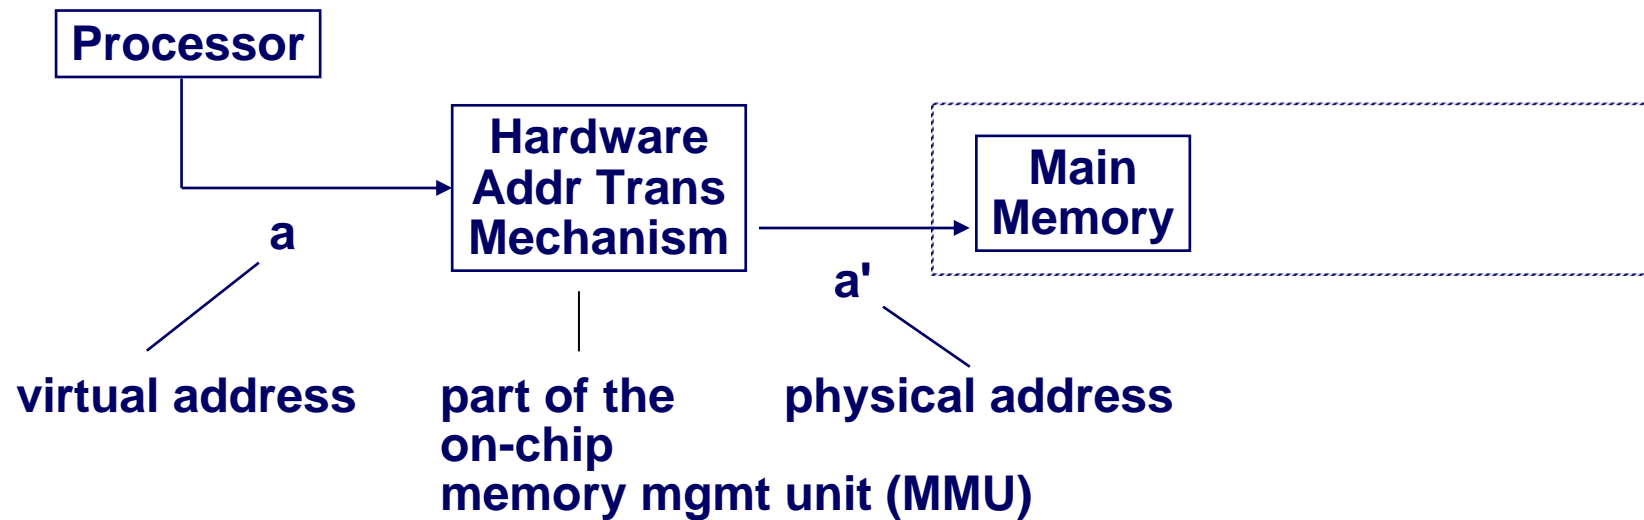 Processor
Hardware
Addr Trans
Mechanism
Main
Memory
a
a'
virtual address
part of the
on-chip
memory mgmt unit (MMU)
physical address